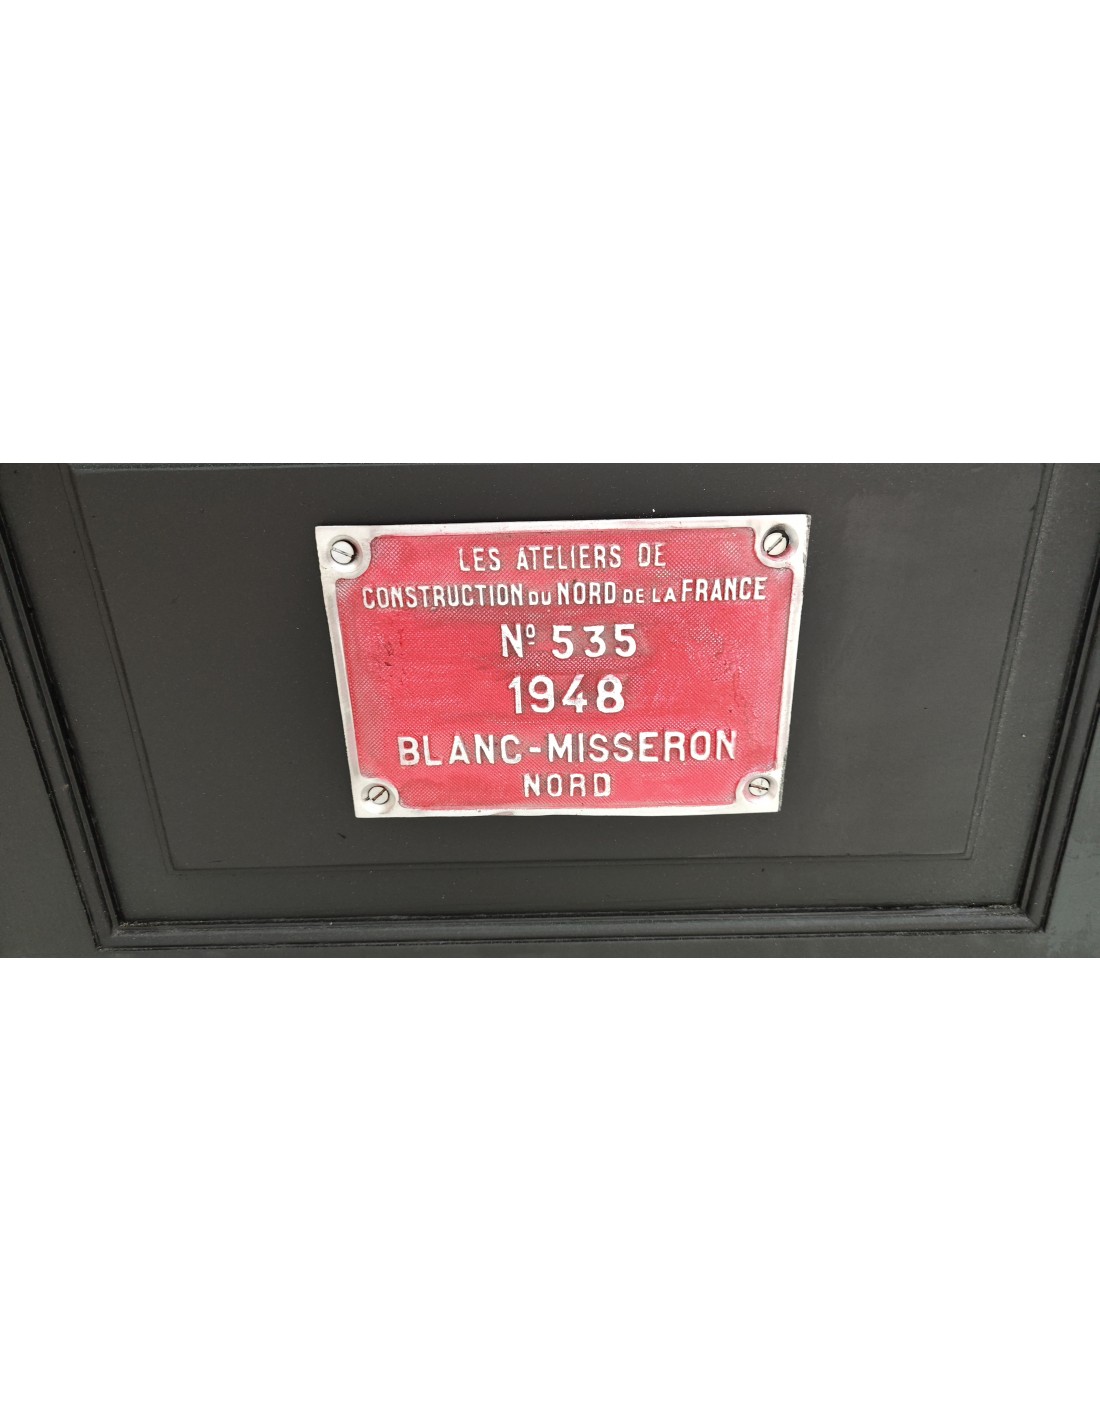 LES ATELIERS DE
CONSTRUCTION DU NORD DE LA FRANCE
Nº 535
1948
BLANC-MISSERON
NORD